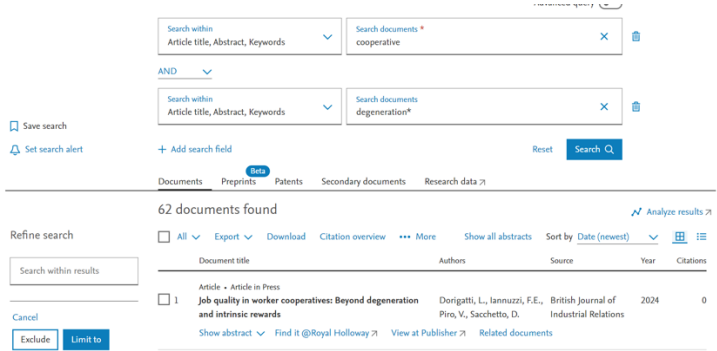 Advanced query
Search within
Article title, Abstract, Keywords
Search documents *
cooperative
AND
Search within
Article title, Abstract, Keywords
Search documents
degeneration*
Save search
Set search alert
+ Add search field
Reset
Search
Beta
Documents Preprints Patents Secondary documents Research data
62 documents found
Analyze results
Refine search
All Export Download Citation overview ••• More Show all abstracts Sort by Date (newest)
Search within results
Document title Authors Source Year Citations
Article • Article in Press
1 Job quality in worker cooperatives: Beyond degeneration Dorigatti, L., Iannuzzi, F.E., British Journal of 2024 0
and intrinsic rewards Piro, V., Sacchetto, D. Industrial Relations
Cancel
Show abstract Find it @Royal Holloway View at Publisher Related documents
Exclude Limit to